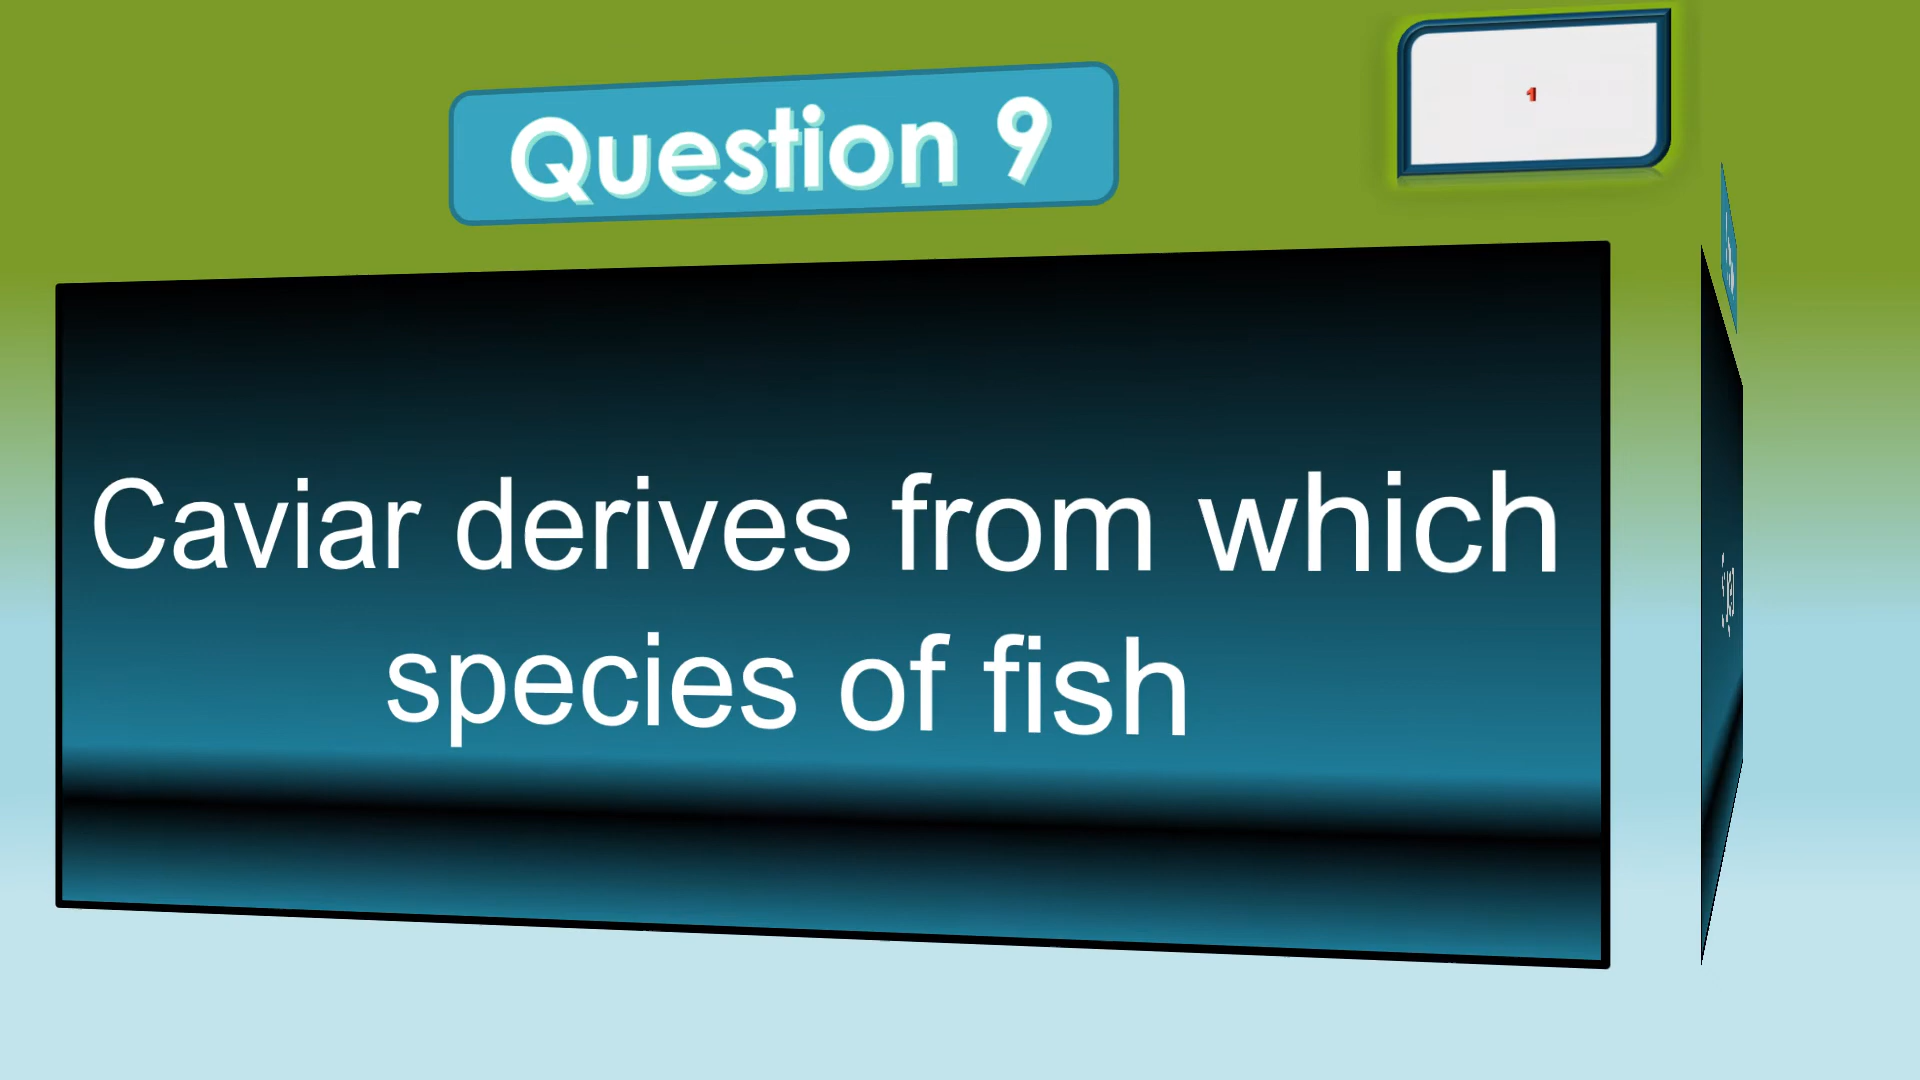 Question 9
1
Caviar derives from which
species of fish